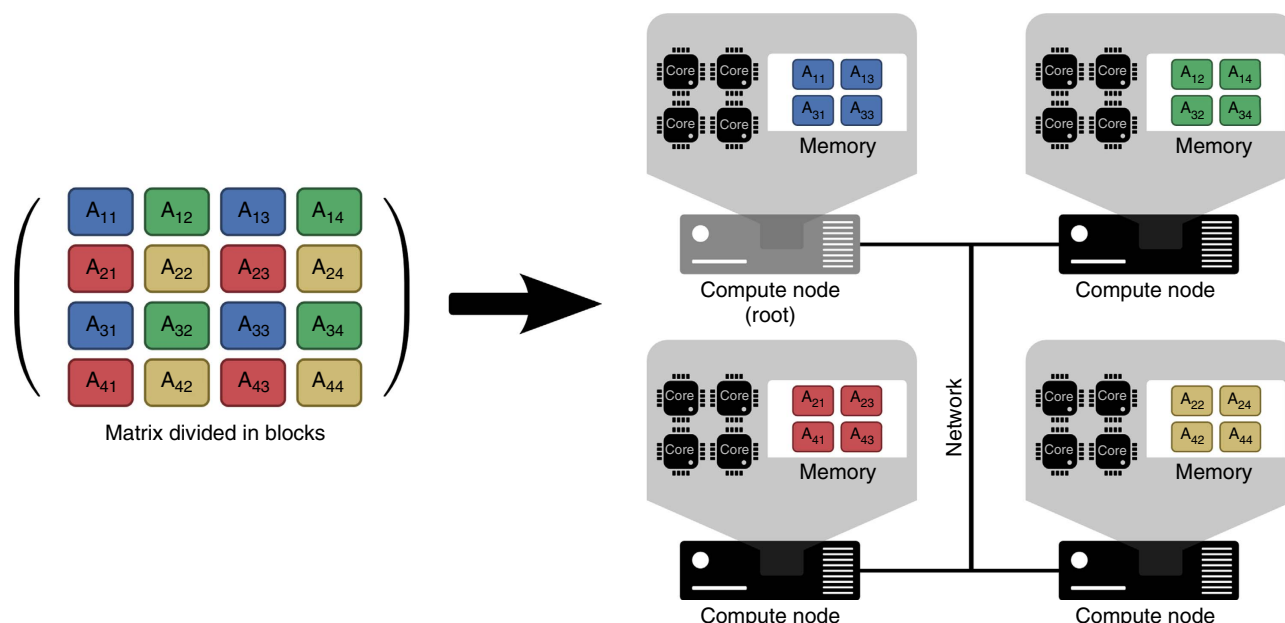 A11 A12 A13 A14
A21 A22 A23 A24
A31 A32 A33 A34
A41 A42 A43 A44
Matrix divided in blocks
Core Core
Core Core
A11 A13
A31 A33
Memory
Compute node
(root)
Core Core
Core Core
A12 A14
A32 A34
Memory
Compute node
Network
Core Core
Core Core
A21 A23
A41 A43
Memory
Compute node
Core Core
Core Core
A22 A24
A42 A44
Memory
Compute node